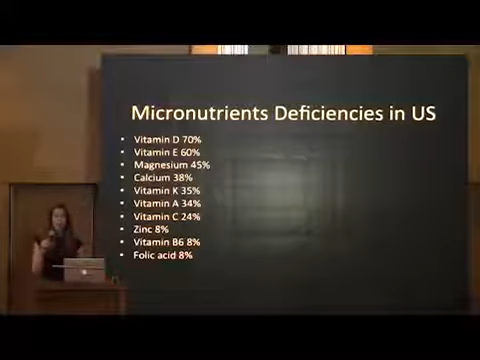 Micronutrients Deficiencies in US
• Vitamin D 70%
• Vitamin E 60%
• Magnesium 45%
• Calcium 38%
• Vitamin K 35%
• Vitamin A 34%
• Vitamin C 24%
• Zinc 8%
• Vitamin B6 8%
• Folic acid 8%